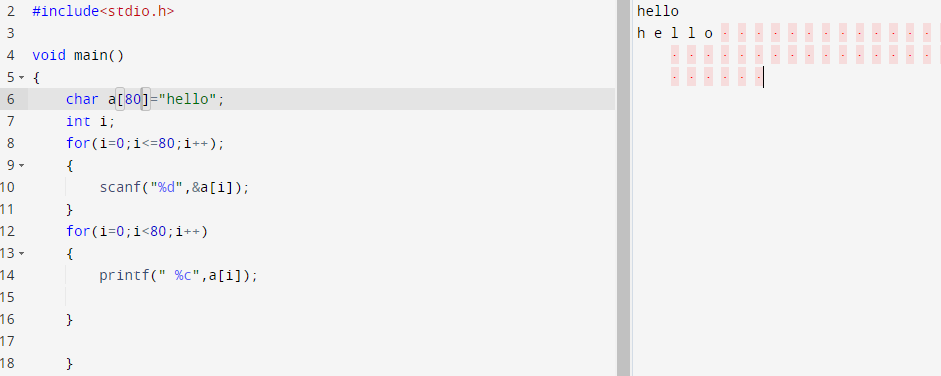 2 #include<stdio.h>
3
4 void main()
5 {
6     char a[80]="hello";
7     int i;
8     for(i=0;i<=80;i++);
9     {
10         scanf("%d",&a[i]);
11     }
12     for(i=0;i<80;i++)
13     {
14         printf(" %c",a[i]);
15
16     }
17
18     }
hello
h e l l o